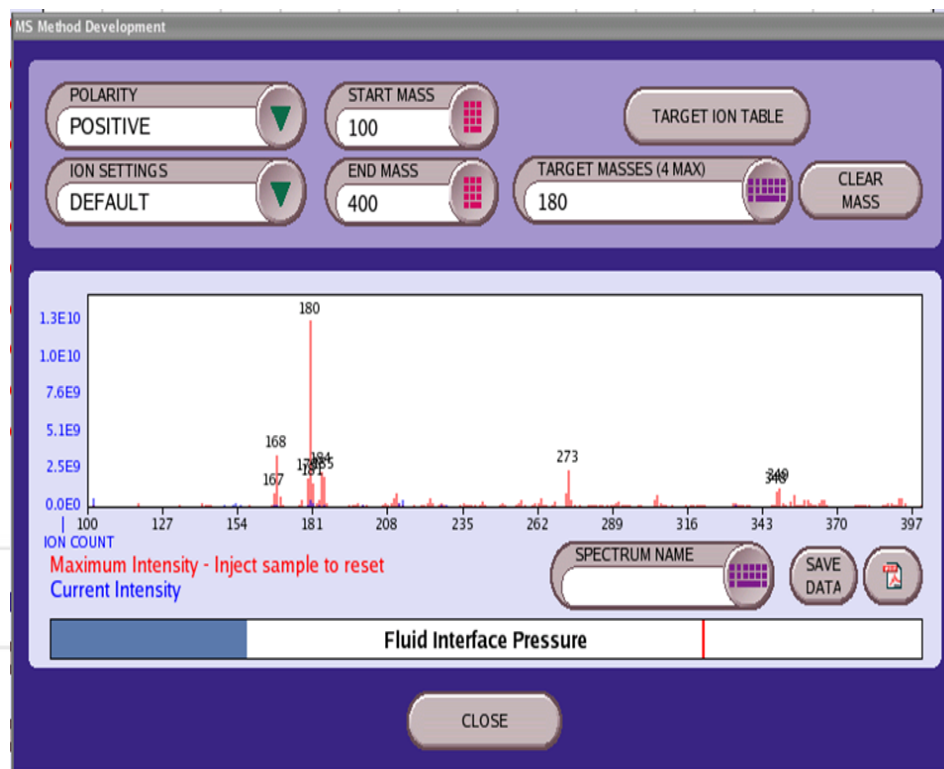 MS Method Development
POLARITY
POSITIVE
START MASS
100
TARGET ION TABLE
ION SETTINGS
DEFAULT
END MASS
400
TARGET MASSES (4 MAX)
180
CLEAR
MASS
1.3E10
1.0E10
7.6E9
5.1E9
2.5E9
0.0E0
180
168
167
184
181
273
349
100 127 154 181 208 235 262 289 316 343 370 397
ION COUNT
Maximum Intensity - Inject sample to reset
Current Intensity
SPECTRUM NAME
SAVE
DATA
Fluid Interface Pressure
CLOSE